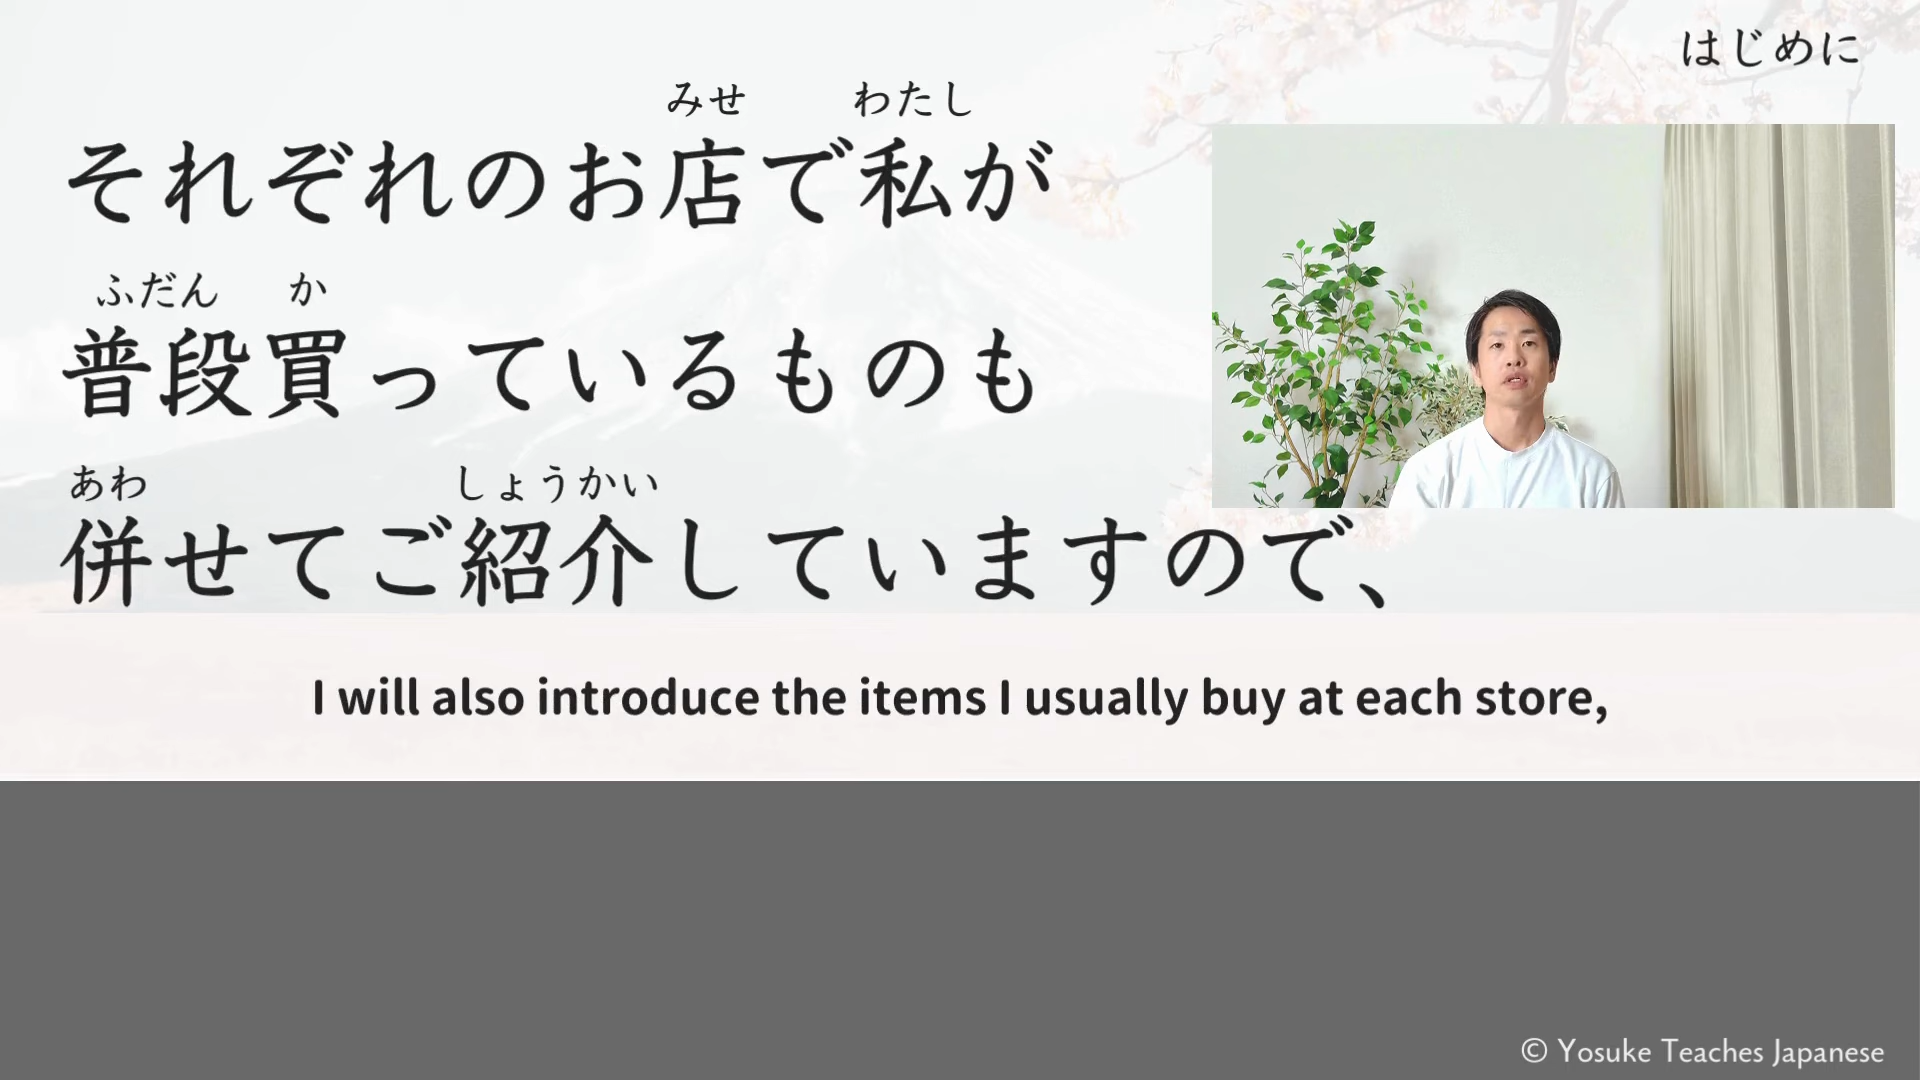 はじめに
みせ わたし
それぞれのお店で私が
ふだん か
普段買っているものも
あわ しょうかい
併せてご紹介していますので、
I will also introduce the items I usually buy at each store,
© Yosuke Teaches Japanese